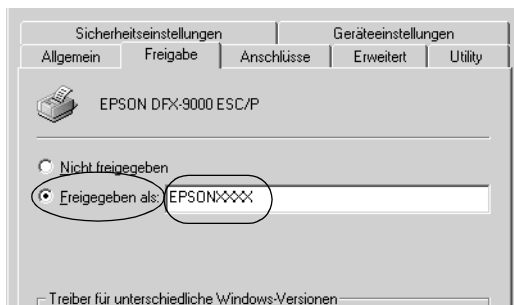 Sicherheitseinstellungen Geräteeinstellungen
Allgemein Freigabe Anschlüsse Erweitert Utility
EPSON DFX-9000 ESC/P
Nicht freigegeben
Freigegeben als: EPSONXXXX
Treiber für unterschiedliche Windows-Versionen